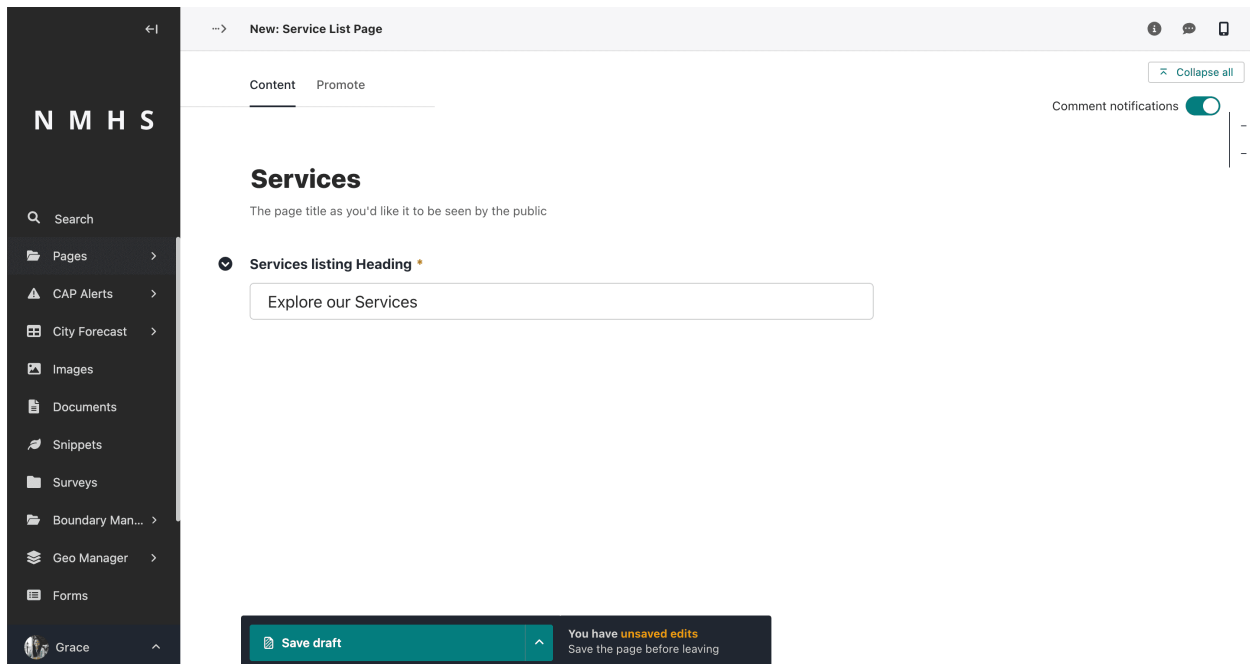 New: Service List Page
Collapse all
Content Promote
Comment notifications
N M H S
Services
The page title as you'd like it to be seen by the public
Search
Pages
CAP Alerts
City Forecast
Images
Documents
Snippets
Surveys
Boundary Man...
Geo Manager
Forms
Grace
Services listing Heading *
Explore our Services
Save draft
You have unsaved edits
Save the page before leaving